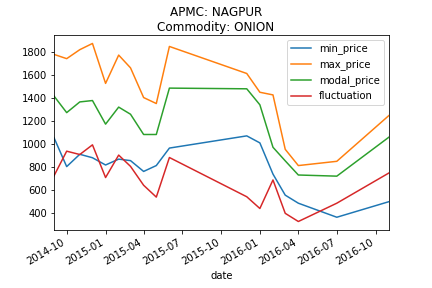 APMC: NAGPUR
Commodity: ONION
min_price
max_price
modal_price
fluctuation
1800
1600
1400
1200
1000
800
600
400
2014-10
2015-01
2015-04
2015-07
2015-10
2016-01
2016-04
2016-07
2016-10
date